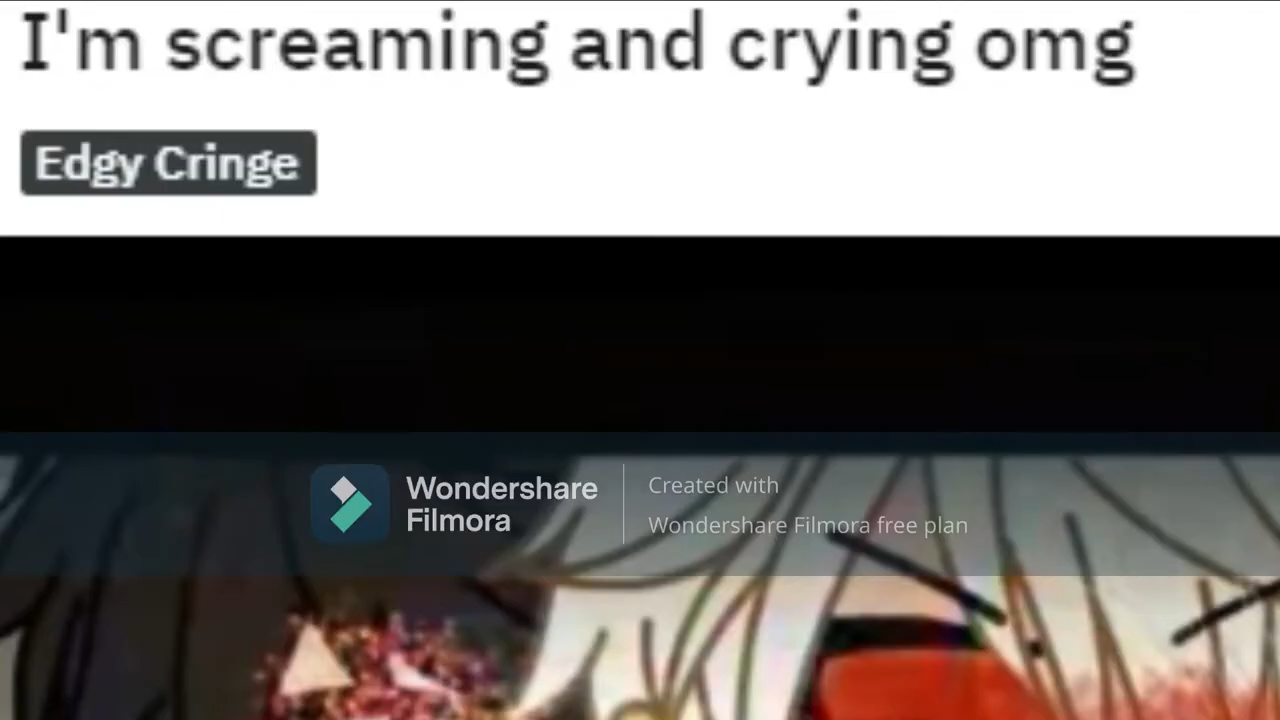 I'm screaming and crying omg
Edgy Cringe
Wondershare
Filmora
Created with
Wondershare Filmora free plan